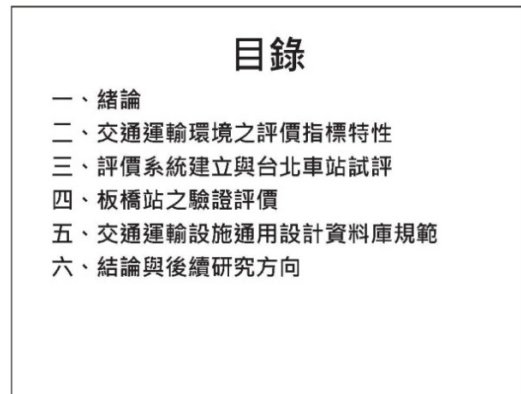 目錄
一、緒論
二、交通運輸環境之評價指標特性
三、評價系統建立與台北車站試評
四、板橋站之驗證評價
五、交通運輸設施通用設計資料庫規範
六、結論與後續研究方向